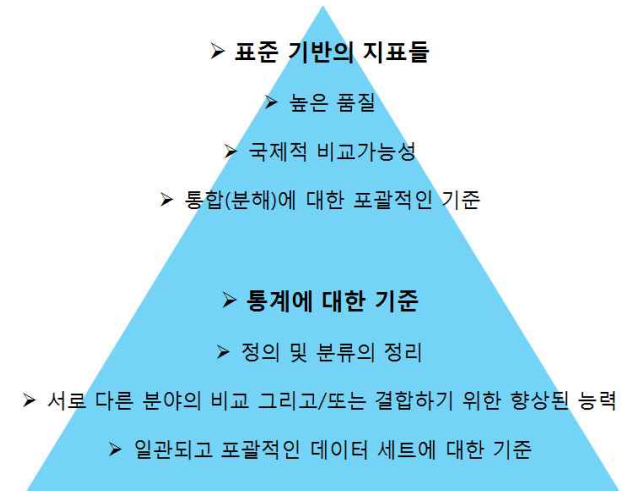 ➢ 표준 기반의 지표들
➢ 높은 품질
➢ 국제적 비교가능성
➢ 통합(분해)에 대한 포괄적인 기준
➢ 통계에 대한 기준
➢ 정의 및 분류의 정리
➢ 서로 다른 분야의 비교 그리고/또는 결합하기 위한 향상된 능력
➢ 일관되고 포괄적인 데이터 세트에 대한 기준